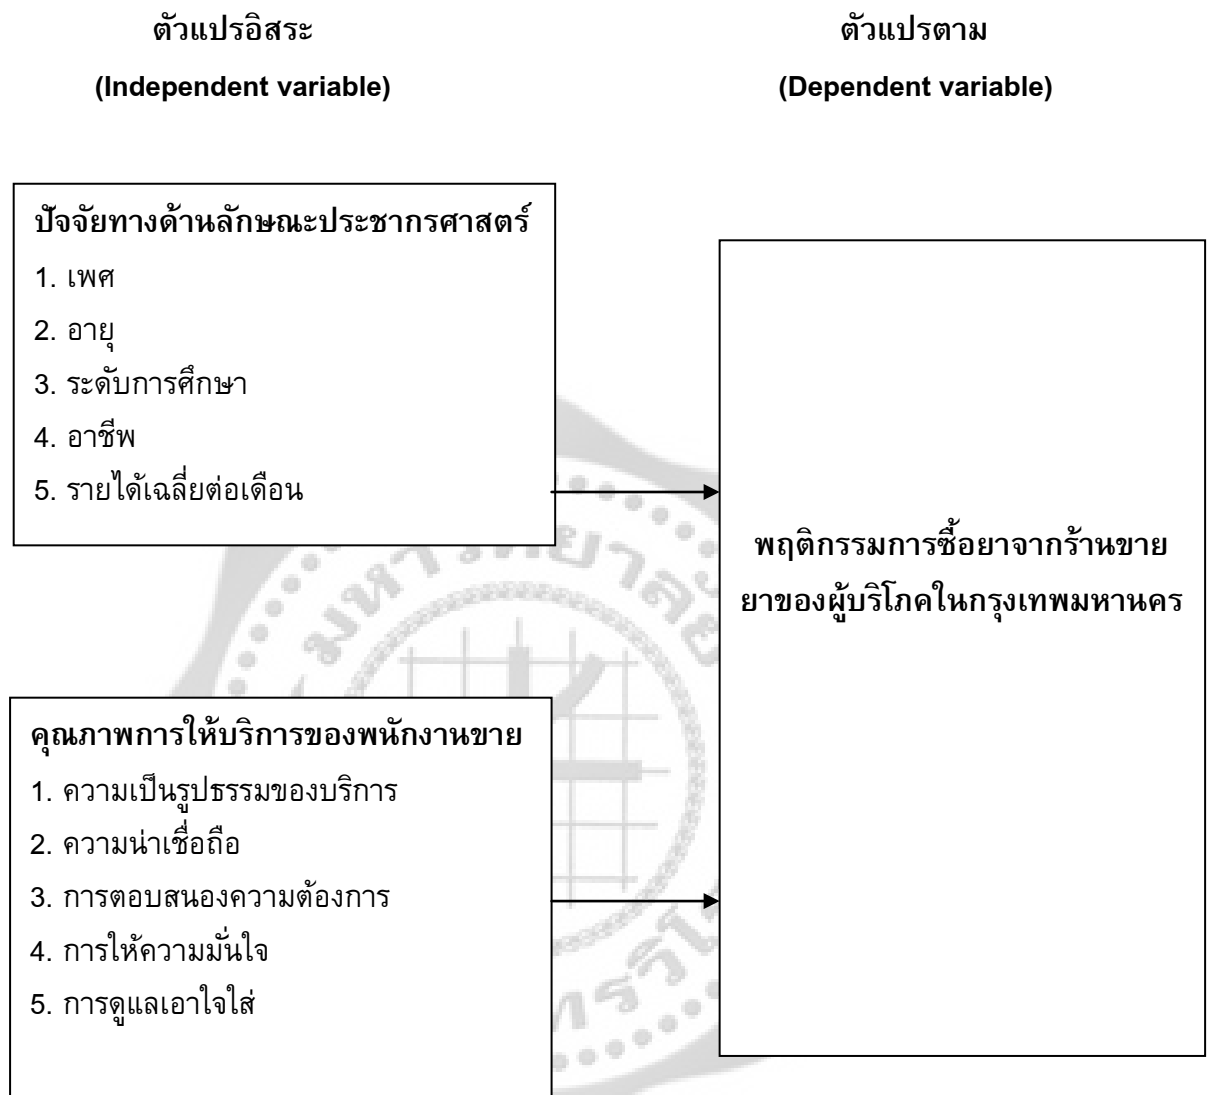 ตัวแปรอิสระ
(Independent variable)
ตัวแปรตาม
(Dependent variable)
ปัจจัยทางด้านลักษณะประชากรศาสตร์
1. เพศ
2. อายุ
3. ระดับการศึกษา
4. อาชีพ
5. รายได้เฉลี่ยต่อเดือน
คุณภาพการให้บริการของพนักงานขาย
1. ความเป็นรูปธรรมของบริการ
2. ความน่าเชื่อถือ
3. การตอบสนองความต้องการ
4. การให้ความมั่นใจ
5. การดูแลเอาใจใส่
พฤติกรรมการซื้อยาจากร้านขาย
ยาของผู้บริโภคในกรุงเทพมหานคร